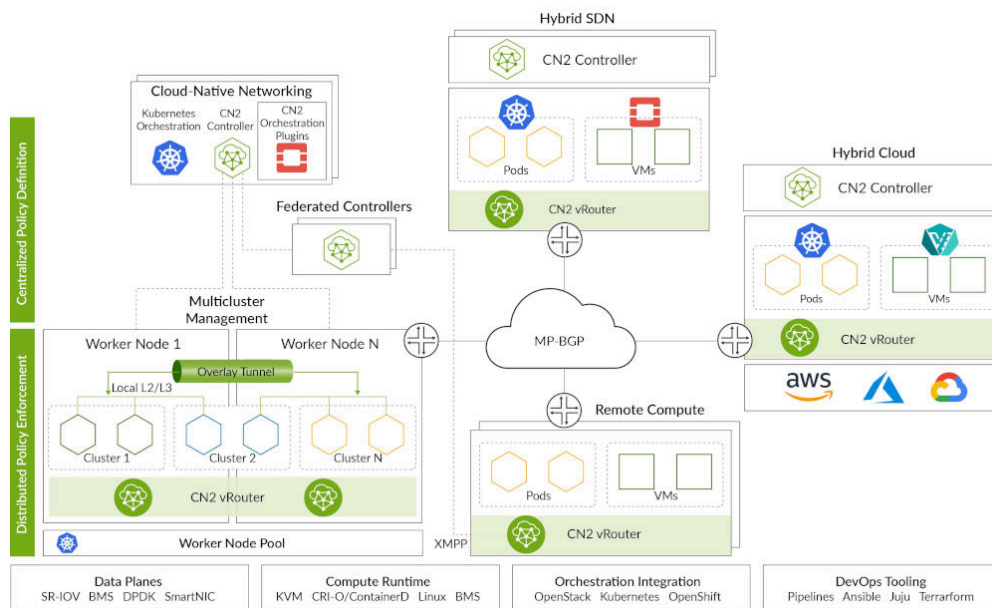 Hybrid SDN
CN2 Controller
Cloud-Native Networking
Kubernetes
Orchestration
CN2
Controller
CN2
Orchestration
Plugins
Pods
VMs
CN2 vRouter
Hybrid Cloud
CN2 Controller
Pods
VMs
CN2 vRouter
aws
Federated Controllers
Centralized Policy Definition
Multicluster
Management
MP-BGP
Distributed Policy Enforcement
Worker Node 1
Worker Node N
Overlay Tunnel
Local L2/L3
Cluster 1
Cluster 2
Cluster N
CN2 vRouter
Worker Node Pool
Remote Compute
Pods
VMs
XMPP
CN2 vRouter
Data Planes
SR-IOV BMS DPDK SmartNIC
Compute Runtime
KVM CRI-O/ContainerD Linux BMS
Orchestration Integration
OpenStack Kubernetes OpenShift
DevOps Tooling
Pipelines Ansible Juju Terrarform